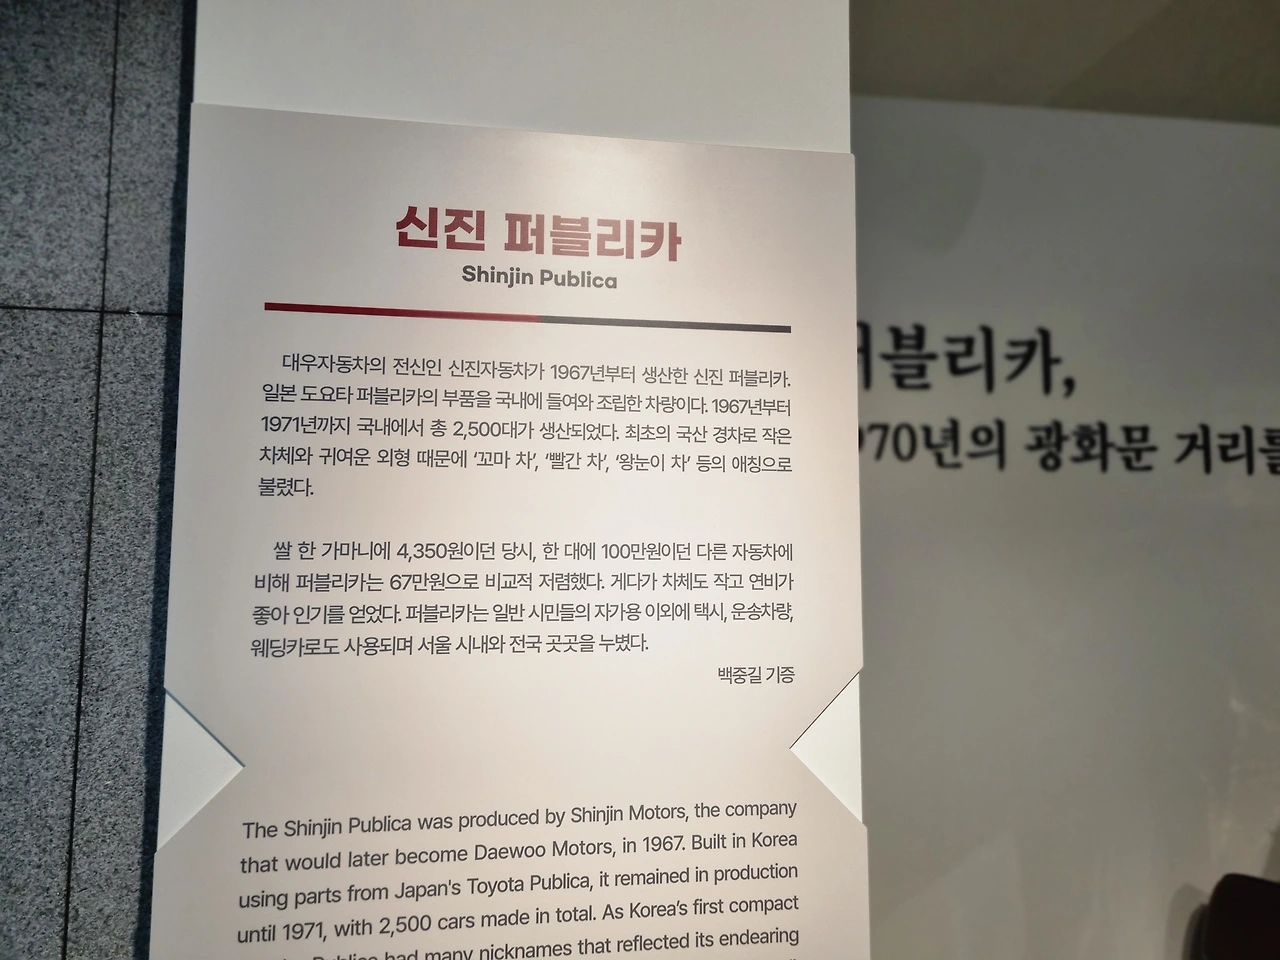 신진 퍼블리카
Shinjin Publica
대우자동차의 전신인 신진자동차가 1967년부터 생산한 신진 퍼블리카.
일본 도요타 퍼블리카의 부품을 국내에 들여와 조립한 차량이다. 1967년부터
1971년까지 국내에서 총 2,500대가 생산되었다. 최초의 국산 경차로 작은
차체와 귀여운 외형 때문에 '꼬마 차', '빨간 차', '왕눈이 차' 등의 애칭으로
불렸다.
쌀 한 가마니에 4,350원이던 당시, 한 대에 100만원이던 다른 자동차에
비해 퍼블리카는 67만원으로 비교적 저렴했다. 게다가 차체도 작고 연비가
좋아 인기를 얻었다. 퍼블리카는 일반 시민들의 자가용 이외에 택시, 운송차량,
웨딩카로도 사용되며 서울 시내와 전국 곳곳을 누볐다.
백중길 기증
The Shinjin Publica was produced by Shinjin Motors, the company
that would later become Daewoo Motors, in 1967. Built in Korea
using parts from Japan's Toyota Publica, it remained in production
until 1971, with 2,500 cars made in total. As Korea's first compact
Publica had many nicknames that reflected its endearing
퍼블리카,
970년의 광화문 거리를